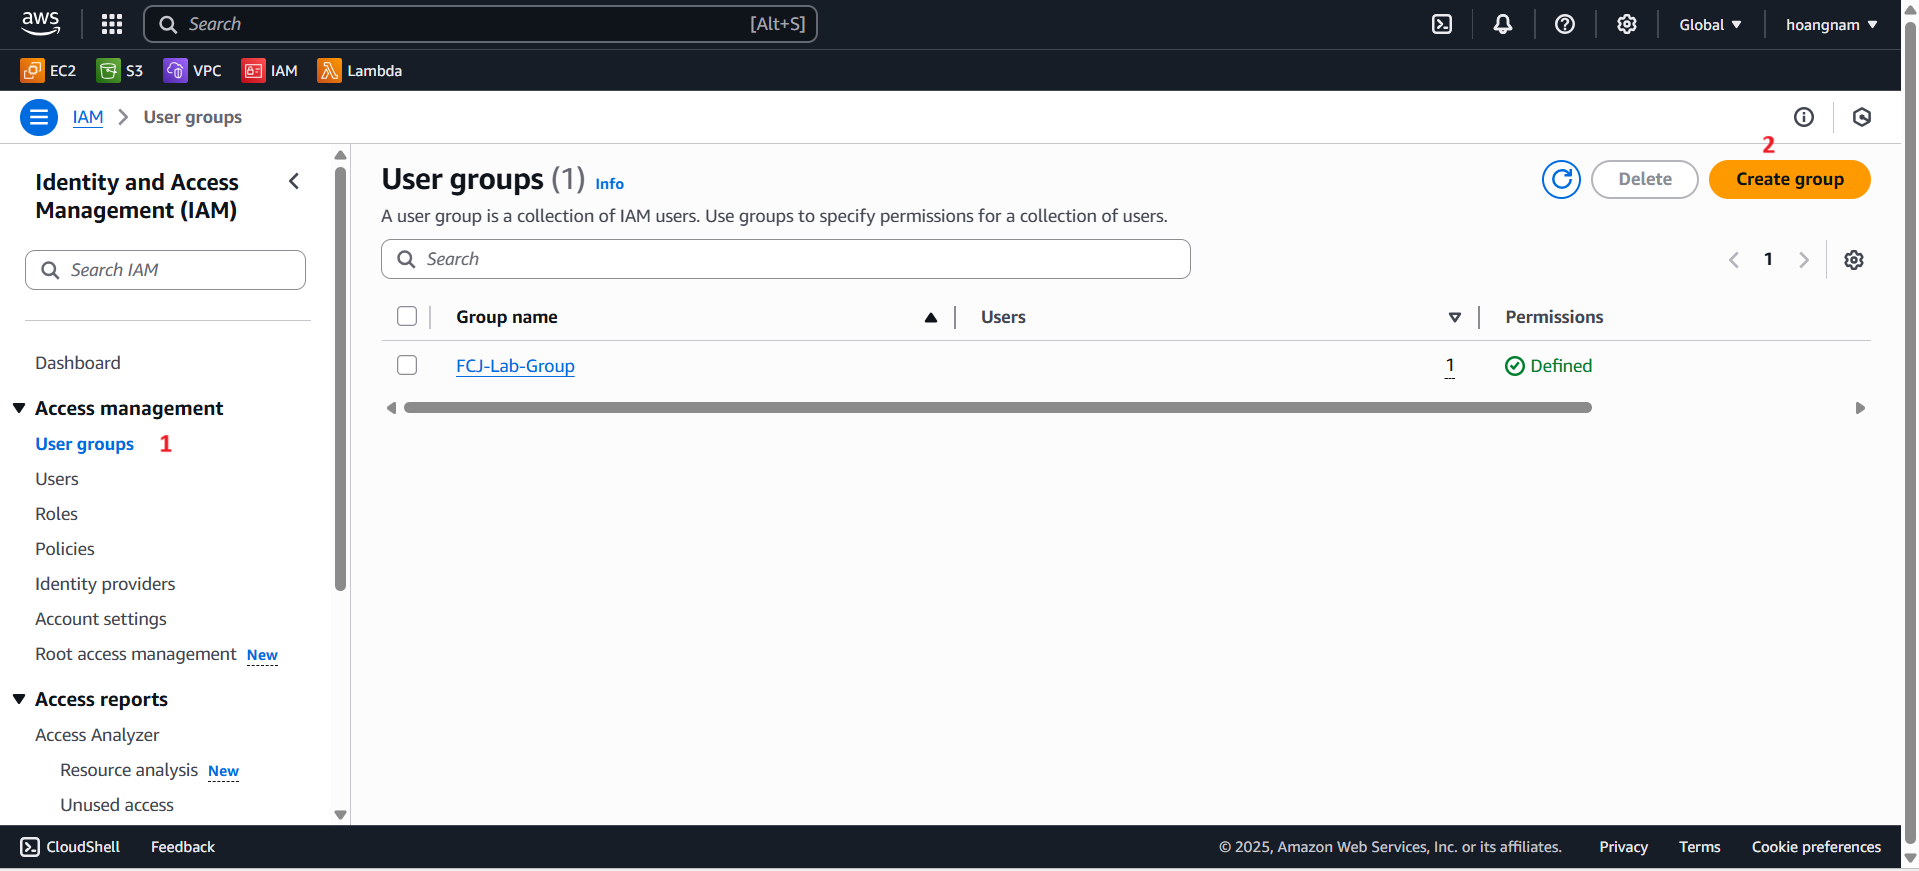 aws
Search [Alt+S]
Global
hoangnam
EC2
S3
VPC
IAM
Lambda
IAM
User groups
Identity and Access
Management (IAM)
Search IAM
Dashboard
Access management
User groups 1
Users
Roles
Policies
Identity providers
Account settings
Root access management New
Access reports
Access Analyzer
Resource analysis New
Unused access
User groups (1) Info
2
Delete
Create group
A user group is a collection of IAM users. Use groups to specify permissions for a collection of users.
Search
1
Group name
Users
Permissions
FCJ-Lab-Group
1
Defined
CloudShell
Feedback
© 2025, Amazon Web Services, Inc. or its affiliates.
Privacy
Terms
Cookie preferences